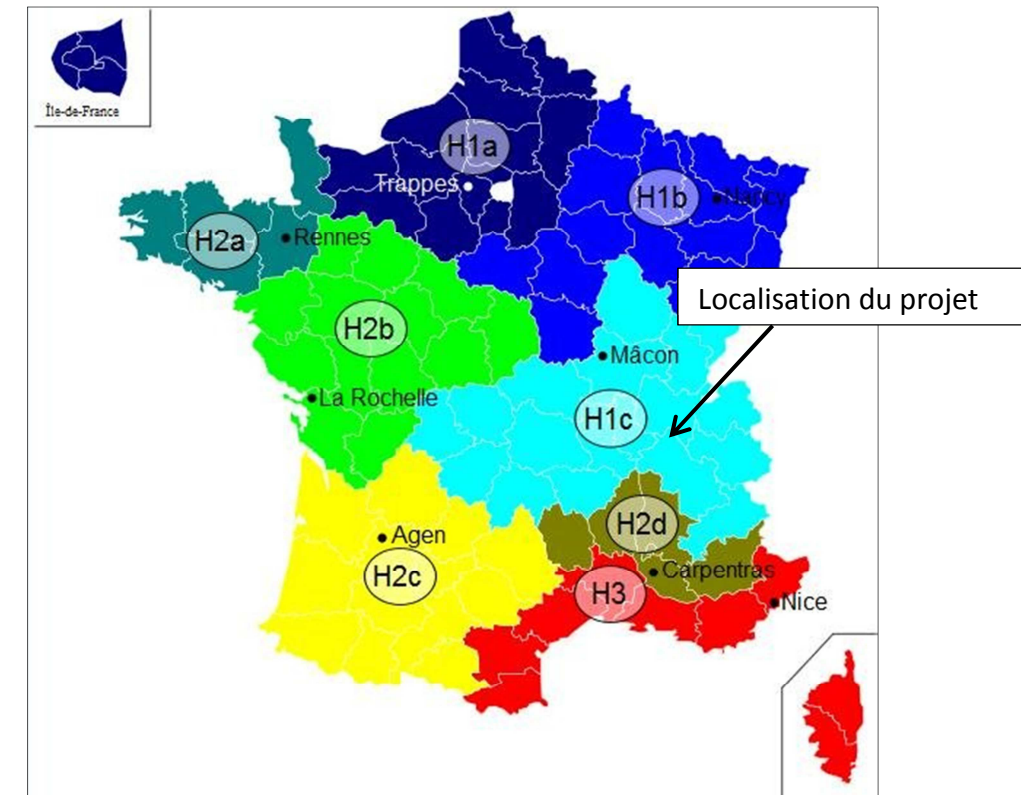 Île-de-France
H1a
Trappes
H1b
Nancy
H2a
Rennes
Localisation du projet
H2b
Mâcon
La Rochelle
H1c
H2d
Agen
Carpentras
H2c
H3
Nice